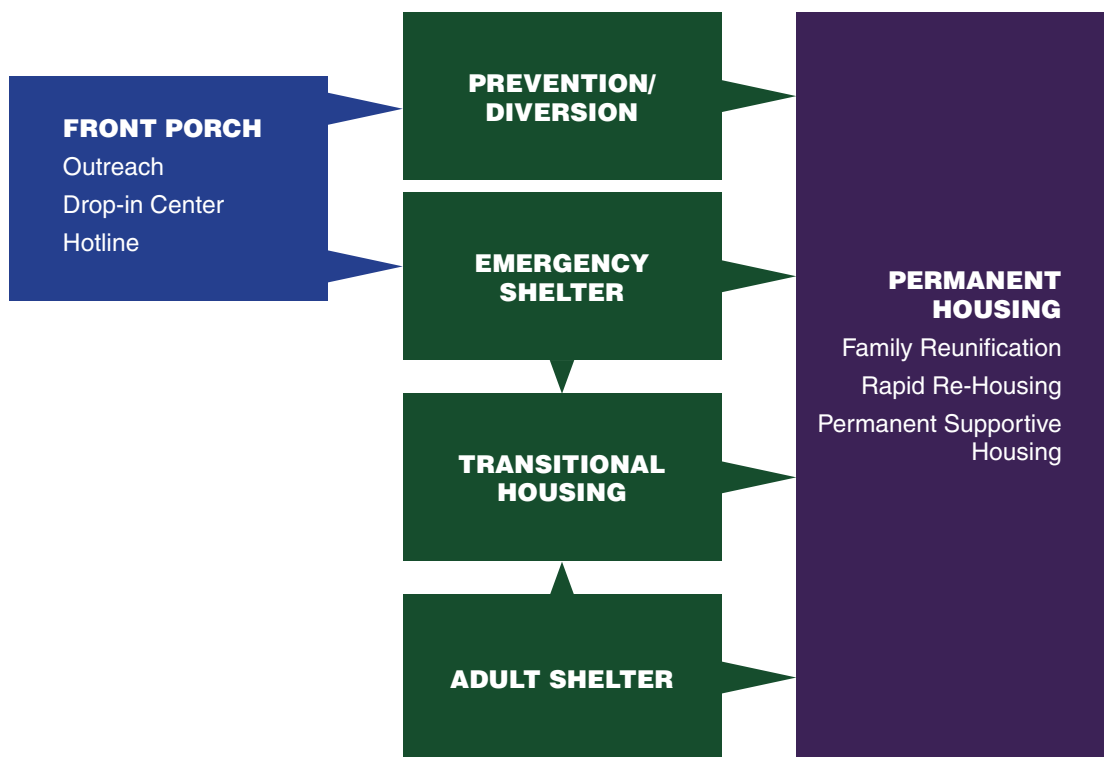 FRONT PORCH
Outreach
Drop-in Center
Hotline
PREVENTION/
DIVERSION
EMERGENCY
SHELTER
TRANSITIONAL
HOUSING
ADULT SHELTER
PERMANENT
HOUSING
Family Reunification
Rapid Re-Housing
Permanent Supportive
Housing